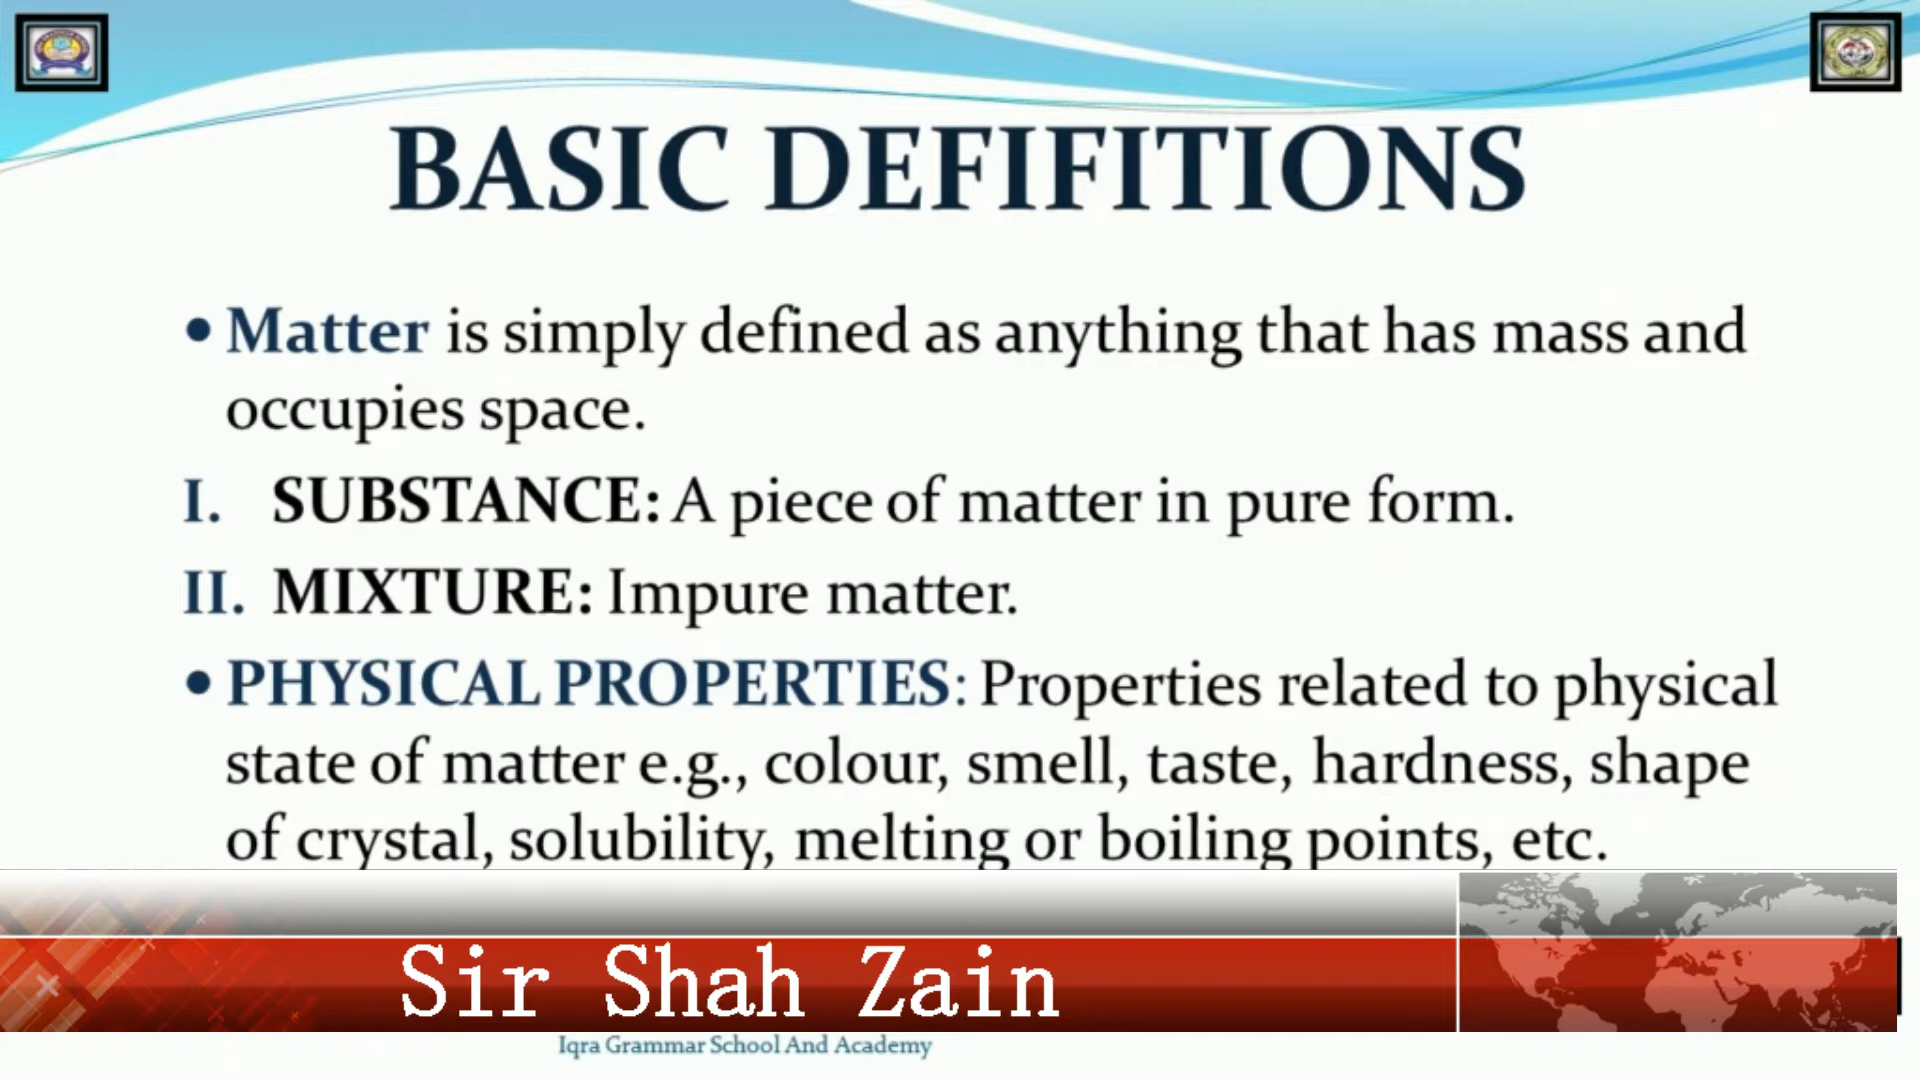 BASIC DEFIFITIONS
• Matter is simply defined as anything that has mass and
occupies space.
I. SUBSTANCE: A piece of matter in pure form.
II. MIXTURE: Impure matter.
• PHYSICAL PROPERTIES: Properties related to physical
state of matter e.g., colour, smell, taste, hardness, shape
of crystal, solubility, melting or boiling points, etc.
Sir Shah Zain
Iqra Grammar School And Academy